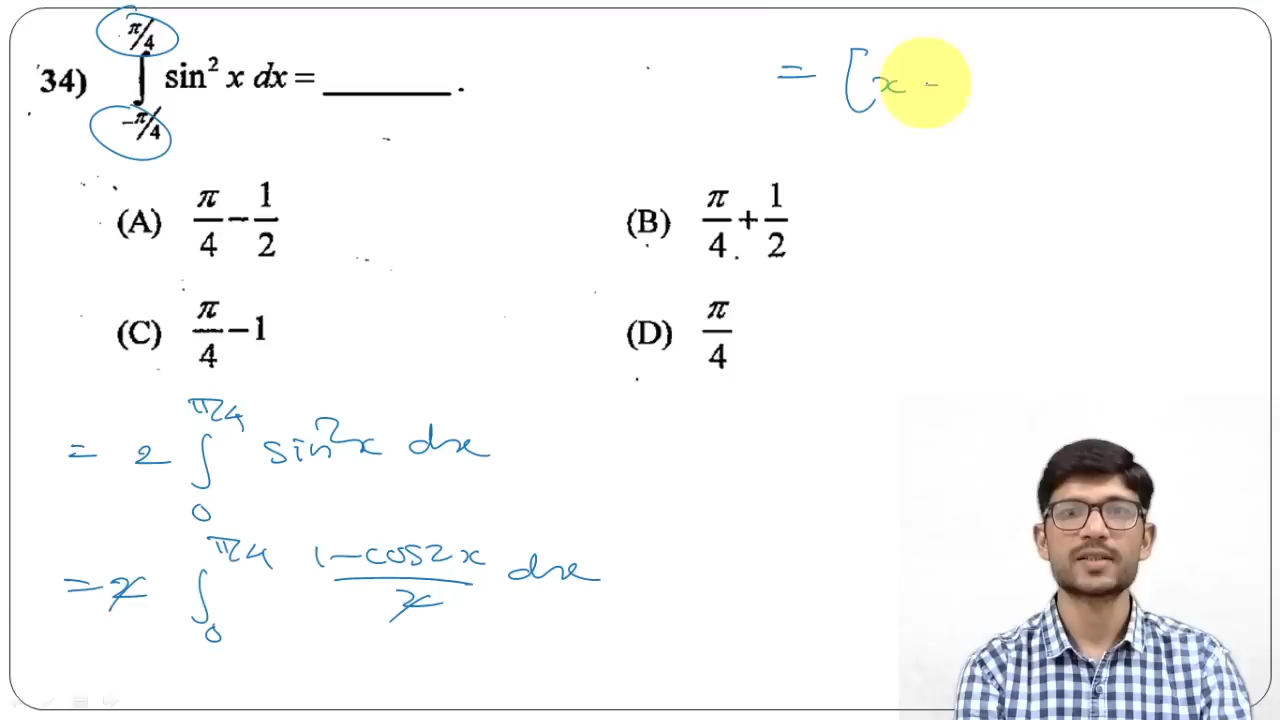 34) ∫_{-π/4}^{π/4} sin² x dx = ________ .
= [x -
(A) π/4 − 1/2
(B) π/4 + 1/2
(C) π/4 − 1
(D) π/4
= 2 ∫_0^{π/4} sin²x dx
= 2 ∫_0^{π/4} (1 - cos2x)/2 dx